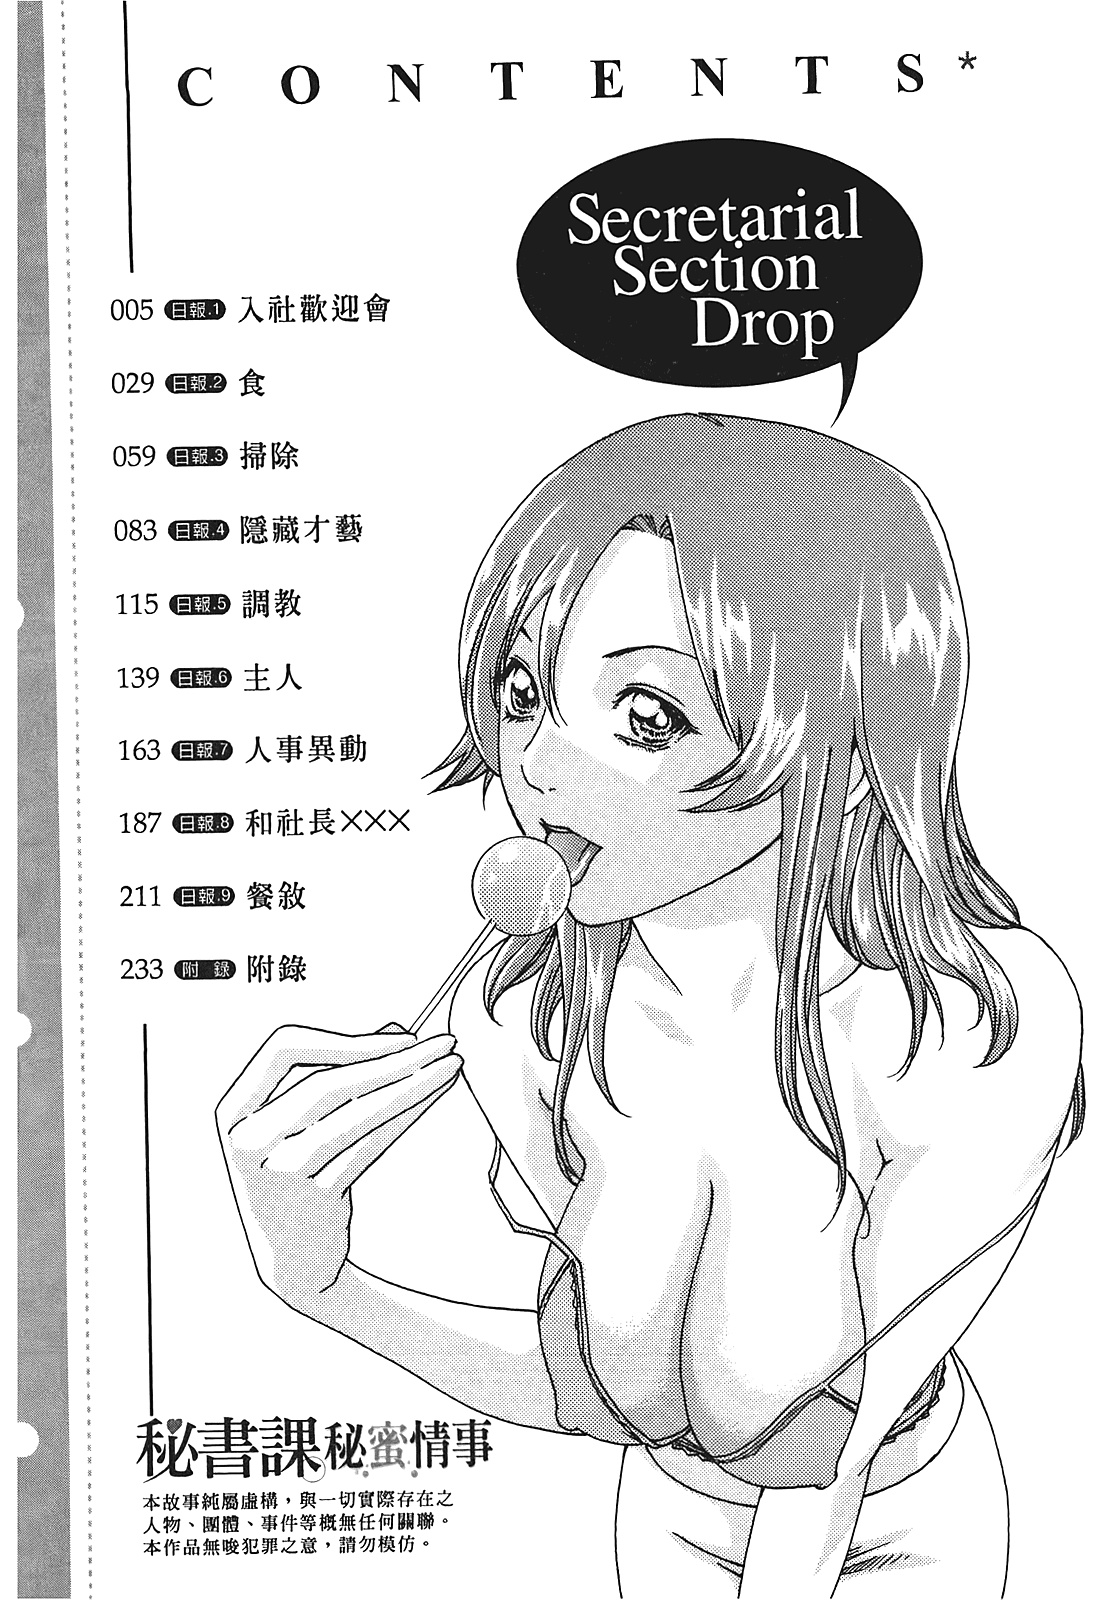 CONTENTS*
Secretarial
Section
Drop
005 日報.1 入社歡迎會
029 日報.2 食
059 日報.3 掃除
083 日報.4 隱藏才藝
115 日報.5 調教
139 日報.6 主人
163 日報.7 人事異動
187 日報.8 和社長×××
211 日報.9 餐敘
233 附錄 附錄
秘書課秘蜜情事
本故事純屬虛構，與一切實際存在之
人物、團體、事件等概無任何關聯。
本作品無唆犯罪之意，請勿模仿。